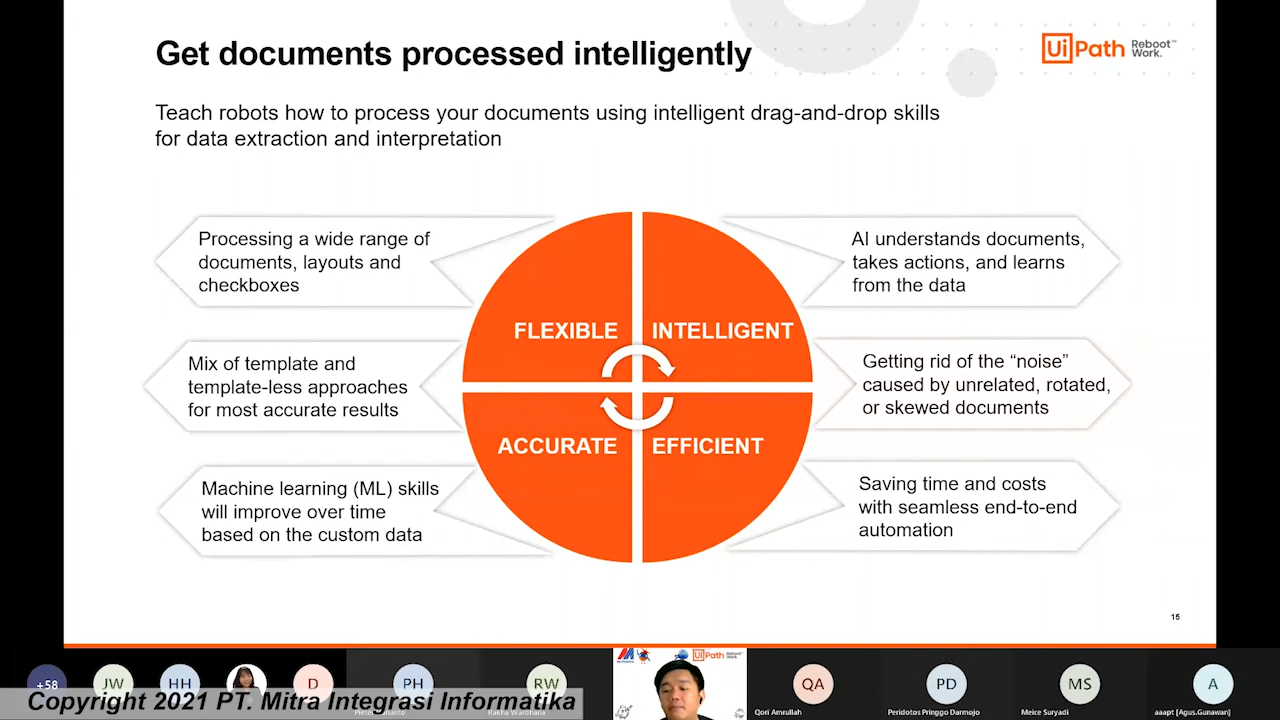 Get documents processed intelligently
UiPath Reboot Work.™
Teach robots how to process your documents using intelligent drag-and-drop skills
for data extraction and interpretation
Processing a wide range of
documents, layouts and
checkboxes
Mix of template and
template-less approaches
for most accurate results
Machine learning (ML) skills
will improve over time
based on the custom data
FLEXIBLE
INTELLIGENT
ACCURATE
EFFICIENT
AI understands documents,
takes actions, and learns
from the data
Getting rid of the “noise”
caused by unrelated, rotated,
or skewed documents
Saving time and costs
with seamless end-to-end
automation
15
+58
JW
HH
D
PH
RW
UiPath Reboot Work.
QA
PD
MS
A
Qori Amrullah
Peridotos Pringgo Darmojo
Meice Suryadi
aaapt [Agus.Gunawan]
Copyright 2021 PT. Mitra Integrasi Informatika